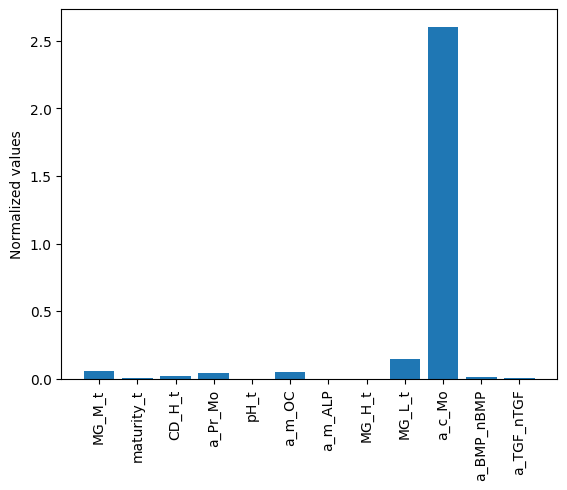 Normalized values
2.5
2.0
1.5
1.0
0.5
0.0
MG_M_t
maturity_t
CD_H_t
a_Pr_Mo
pH_t
a_m_OC
a_m_ALP
MG_H_t
MG_L_t
a_c_Mo
a_BMP_nBMP
a_TGF_nTGF